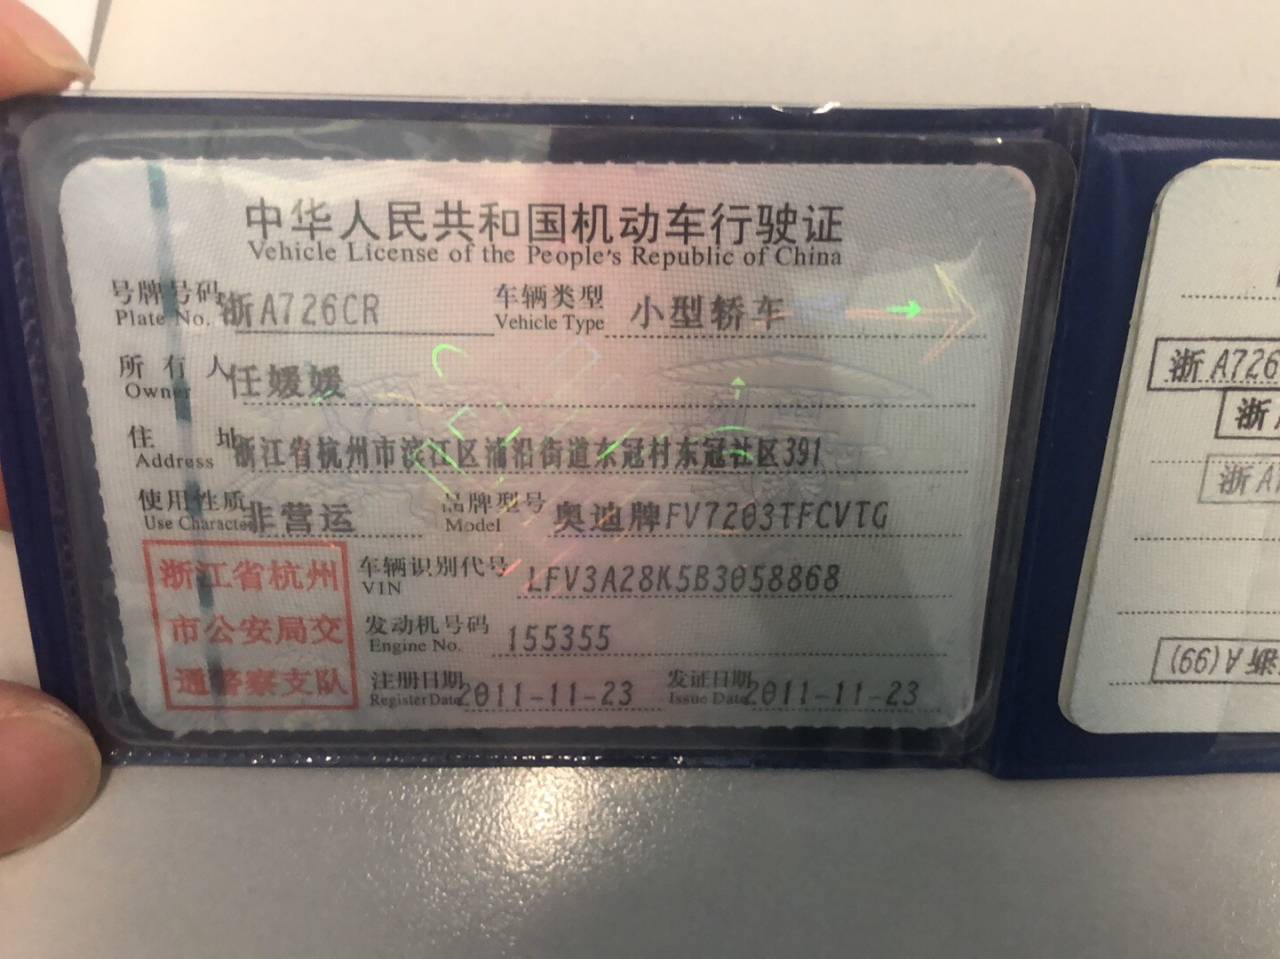 中华人民共和国机动车行驶证
Vehicle License of the People's Republic of China
号牌号码 浙A726CR 车辆类型 小型轿车
Plate No. Vehicle Type
所有人 任媛媛
Owner
住址 浙江省杭州市滨江区浦沿街道东冠村东冠社区391
Address
使用性质 非营运 品牌型号 奥迪牌FV7203TFCVTG
Use Character Model
浙江省杭州
市公安局交
通警察支队
车辆识别代号 LFV3A28K5B3058868
VIN
发动机号码 155355
Engine No.
注册日期 2011-11-23 发证日期 2011-11-23
Register Date Issue Date
浙A726
浙
浙A
浙A(99)